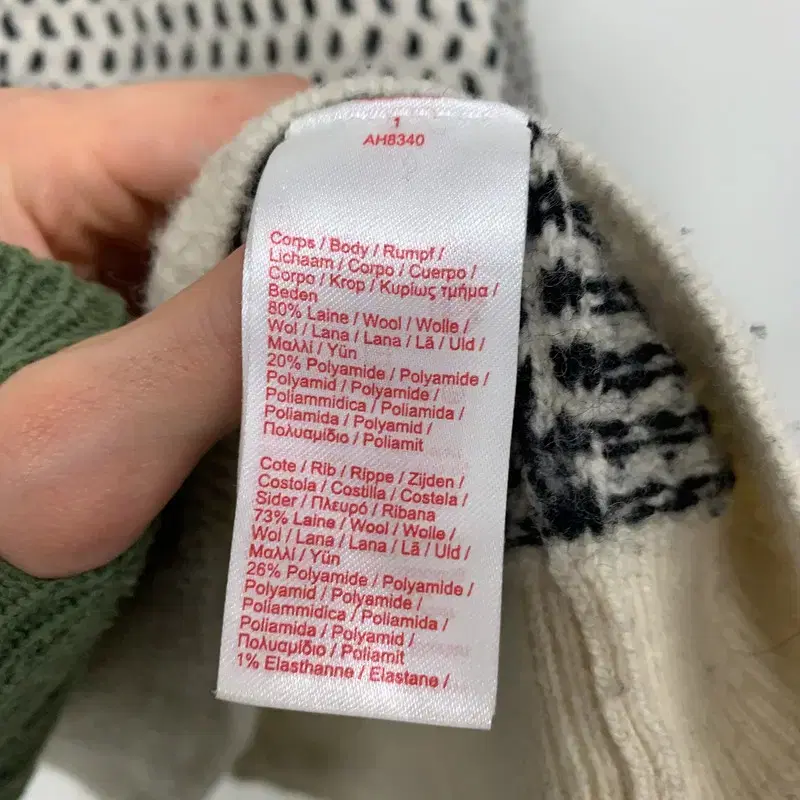 1
AH8340
Corps / Body / Rumpf /
Lichaam / Corpo / Cuerpo /
Corpo / Krop / Κυρίως τμήμα /
Beden
80% Laine / Wool / Wolle /
Wol / Lana / Lana / Lã / Uld /
Μαλλί / Yün
20% Polyamide / Polyamide /
Polyamid / Polyamide /
Poliammidica / Poliamida /
Poliamida / Polyamid /
Πολυαμίδιο / Poliamit
Cote / Rib / Rippe / Zijden /
Costola / Costilla / Costela /
Sider / Πλευρό / Ribana
73% Laine / Wool / Wolle /
Wol / Lana / Lana / Lã / Uld /
Μαλλί / Yün
26% Polyamide / Polyamide /
Polyamid / Polyamide /
Poliammidica / Poliamida /
Poliamida / Polyamid /
Πολυαμίδιο / Poliamit
1% Elasthanne / Elastane /